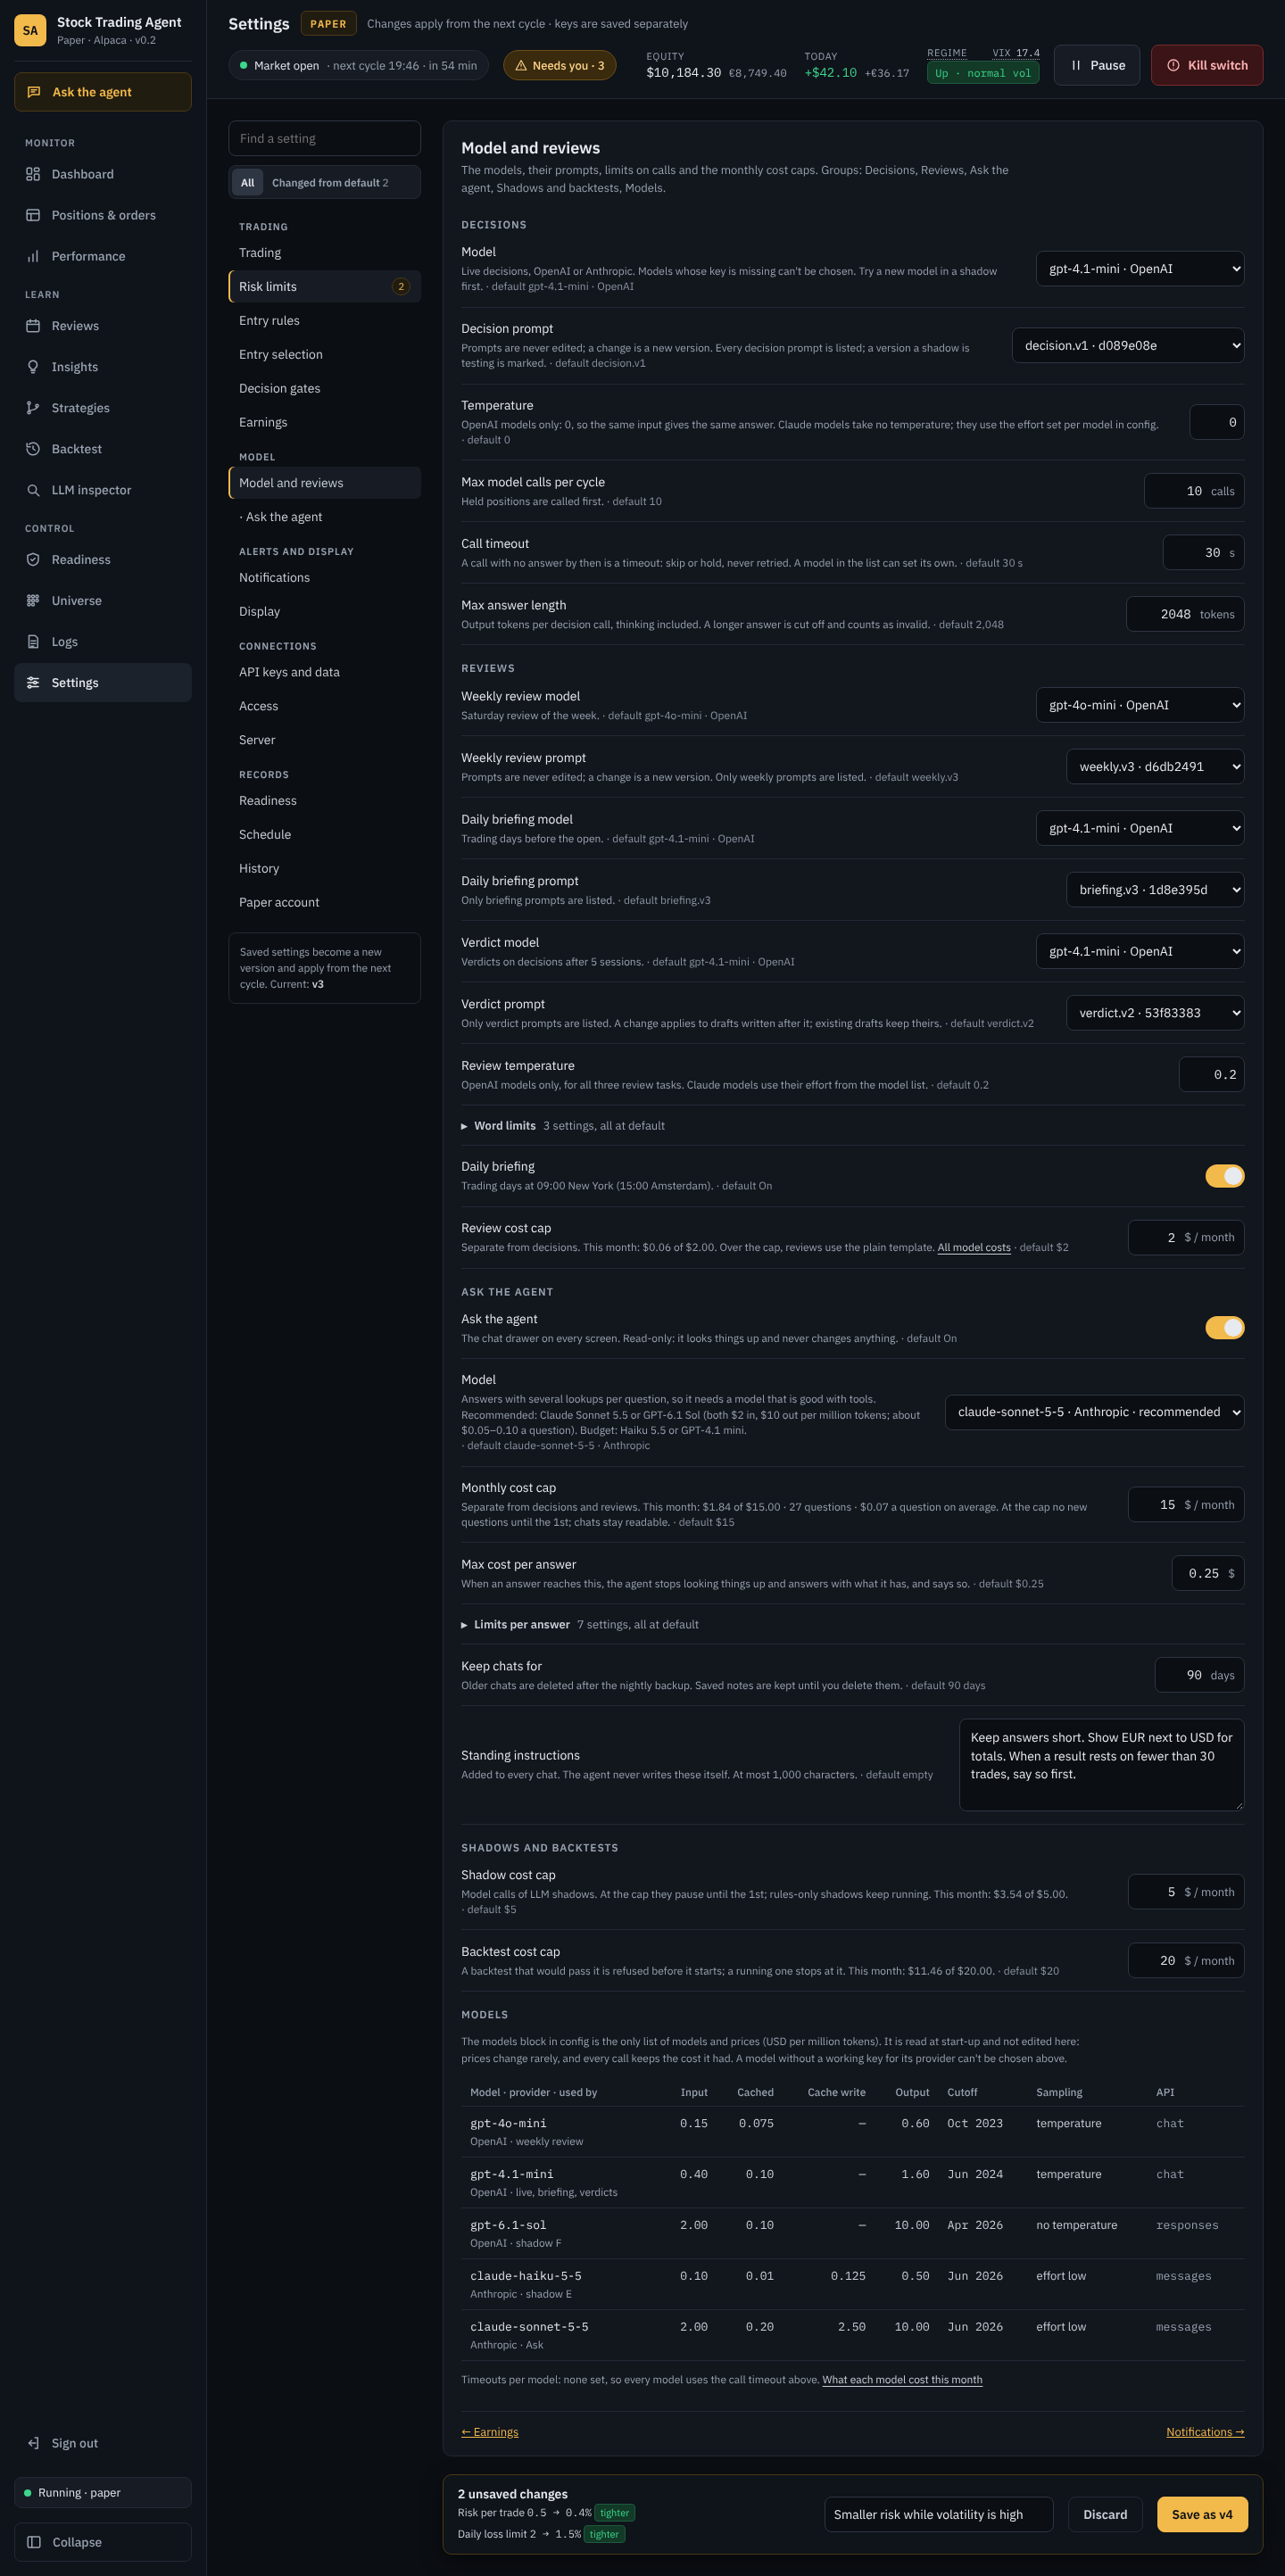 SA
Stock Trading Agent
Paper · Alpaca · v0.2
Ask the agent
MONITOR
Dashboard
Positions & orders
Performance
LEARN
Reviews
Insights
Strategies
Backtest
LLM inspector
CONTROL
Readiness
Universe
Logs
Settings
Sign out
Running · paper
Collapse
Settings
PAPER
Changes apply from the next cycle · keys are saved separately
Market open · next cycle 19:46 · in 54 min
Needs you · 3
EQUITY
$10,184.30 €8,749.40
TODAY
+$42.10 +€36.17
REGIME VIX 17.4
Up · normal vol
Pause
Kill switch
Find a setting
All
Changed from default 2
TRADING
Trading
Risk limits 2
Entry rules
Entry selection
Decision gates
Earnings
MODEL
Model and reviews
· Ask the agent
ALERTS AND DISPLAY
Notifications
Display
CONNECTIONS
API keys and data
Access
Server
RECORDS
Readiness
Schedule
History
Paper account
Saved settings become a new
version and apply from the next
cycle. Current: v3
Model and reviews
The models, their prompts, limits on calls and the monthly cost caps. Groups: Decisions, Reviews, Ask the
agent, Shadows and backtests, Models.
DECISIONS
Model
Live decisions, OpenAI or Anthropic. Models whose key is missing can't be chosen. Try a new model in a shadow
first. · default gpt-4.1-mini · OpenAI
gpt-4.1-mini · OpenAI
Decision prompt
Prompts are never edited; a change is a new version. Every decision prompt is listed; a version a shadow is
testing is marked. · default decision.v1
decision.v1 · d089e08e
Temperature
OpenAI models only: 0, so the same input gives the same answer. Claude models take no temperature; they use the effort set per model in config.
· default 0
0
Max model calls per cycle
Held positions are called first. · default 10
10 calls
Call timeout
A call with no answer by then is a timeout: skip or hold, never retried. A model in the list can set its own. · default 30 s
30 s
Max answer length
Output tokens per decision call, thinking included. A longer answer is cut off and counts as invalid. · default 2,048
2048 tokens
REVIEWS
Weekly review model
Saturday review of the week. · default gpt-4o-mini · OpenAI
gpt-4o-mini · OpenAI
Weekly review prompt
Prompts are never edited; a change is a new version. Only weekly prompts are listed. · default weekly.v3
weekly.v3 · d6db2491
Daily briefing model
Trading days before the open. · default gpt-4.1-mini · OpenAI
gpt-4.1-mini · OpenAI
Daily briefing prompt
Only briefing prompts are listed. · default briefing.v3
briefing.v3 · 1d8e395d
Verdict model
Verdicts on decisions after 5 sessions. · default gpt-4.1-mini · OpenAI
gpt-4.1-mini · OpenAI
Verdict prompt
Only verdict prompts are listed. A change applies to drafts written after it; existing drafts keep theirs. · default verdict.v2
verdict.v2 · 53f83383
Review temperature
OpenAI models only, for all three review tasks. Claude models use their effort from the model list. · default 0.2
0.2
▸ Word limits 3 settings, all at default
Daily briefing
Trading days at 09:00 New York (15:00 Amsterdam). · default On
Review cost cap
Separate from decisions. This month: $0.06 of $2.00. Over the cap, reviews use the plain template. All model costs · default $2
2 $ / month
ASK THE AGENT
Ask the agent
The chat drawer on every screen. Read-only: it looks things up and never changes anything. · default On
Model
Answers with several lookups per question, so it needs a model that is good with tools.
Recommended: Claude Sonnet 5.5 or GPT-6.1 Sol (both $2 in, $10 out per million tokens; about
$0.05–0.10 a question). Budget: Haiku 5.5 or GPT-4.1 mini.
· default claude-sonnet-5-5 · Anthropic
claude-sonnet-5-5 · Anthropic · recommended
Monthly cost cap
Separate from decisions and reviews. This month: $1.84 of $15.00 · 27 questions · $0.07 a question on average. At the cap no new
questions until the 1st; chats stay readable. · default $15
15 $ / month
Max cost per answer
When an answer reaches this, the agent stops looking things up and answers with what it has, and says so. · default $0.25
0.25 $
▸ Limits per answer 7 settings, all at default
Keep chats for
Older chats are deleted after the nightly backup. Saved notes are kept until you delete them. · default 90 days
90 days
Standing instructions
Added to every chat. The agent never writes these itself. At most 1,000 characters. · default empty
Keep answers short. Show EUR next to USD for
totals. When a result rests on fewer than 30
trades, say so first.
SHADOWS AND BACKTESTS
Shadow cost cap
Model calls of LLM shadows. At the cap they pause until the 1st; rules-only shadows keep running. This month: $3.54 of $5.00.
· default $5
5 $ / month
Backtest cost cap
A backtest that would pass it is refused before it starts; a running one stops at it. This month: $11.46 of $20.00. · default $20
20 $ / month
MODELS
The models block in config is the only list of models and prices (USD per million tokens). It is read at start-up and not edited here:
prices change rarely, and every call keeps the cost it had. A model without a working key for its provider can't be chosen above.
Model · provider · used by Input Cached Cache write Output Cutoff Sampling API
gpt-4o-mini 0.15 0.075 — 0.60 Oct 2023 temperature chat
OpenAI · weekly review
gpt-4.1-mini 0.40 0.10 — 1.60 Jun 2024 temperature chat
OpenAI · live, briefing, verdicts
gpt-6.1-sol 2.00 0.10 — 10.00 Apr 2026 no temperature responses
OpenAI · shadow F
claude-haiku-5-5 0.10 0.01 0.125 0.50 Jun 2026 effort low messages
Anthropic · shadow E
claude-sonnet-5-5 2.00 0.20 2.50 10.00 Jun 2026 effort low messages
Anthropic · Ask
Timeouts per model: none set, so every model uses the call timeout above. What each model cost this month
← Earnings
Notifications →
2 unsaved changes
Risk per trade 0.5 → 0.4% tighter
Daily loss limit 2 → 1.5% tighter
Smaller risk while volatility is high
Discard
Save as v4